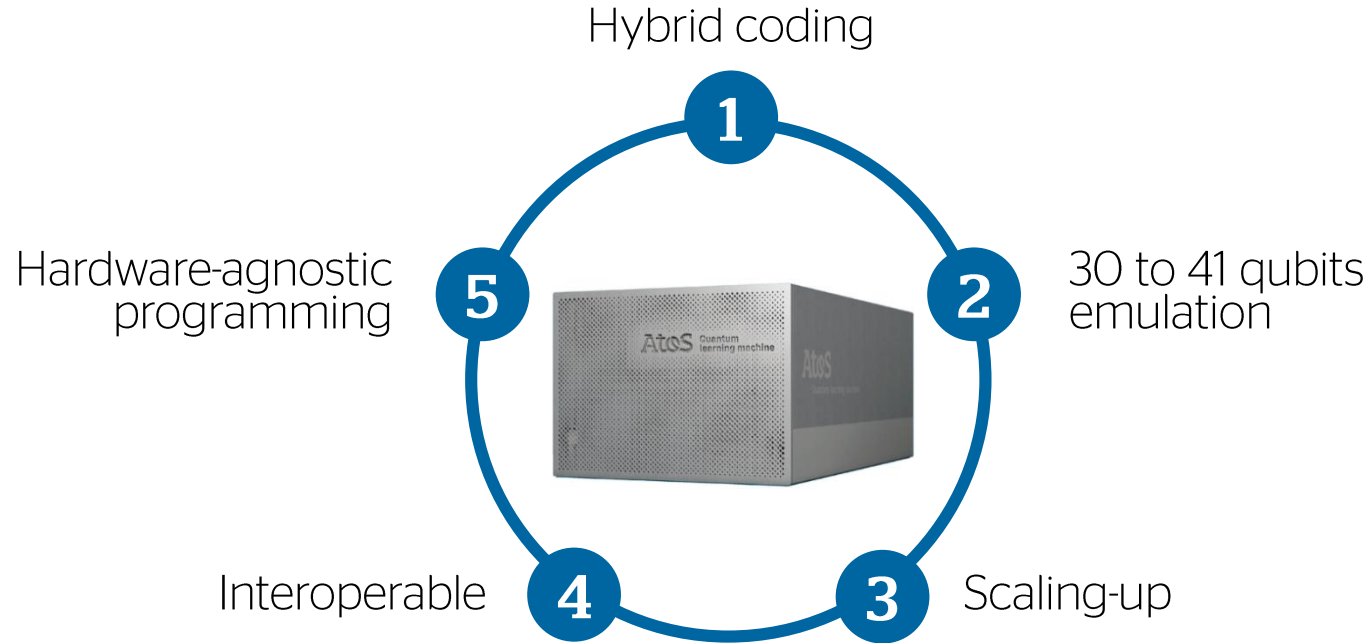 Hybrid coding
1
Hardware-agnostic
programming
5
2
30 to 41 qubits
emulation
Atos Quantum
learning machine
Atos
Interoperable
4
3
Scaling-up